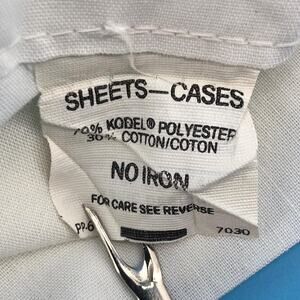 SHEETS—CASES
70% KODEL® POLYESTER
30% COTTON/COTON
NO IRON
FOR CARE SEE REVERSE
7030